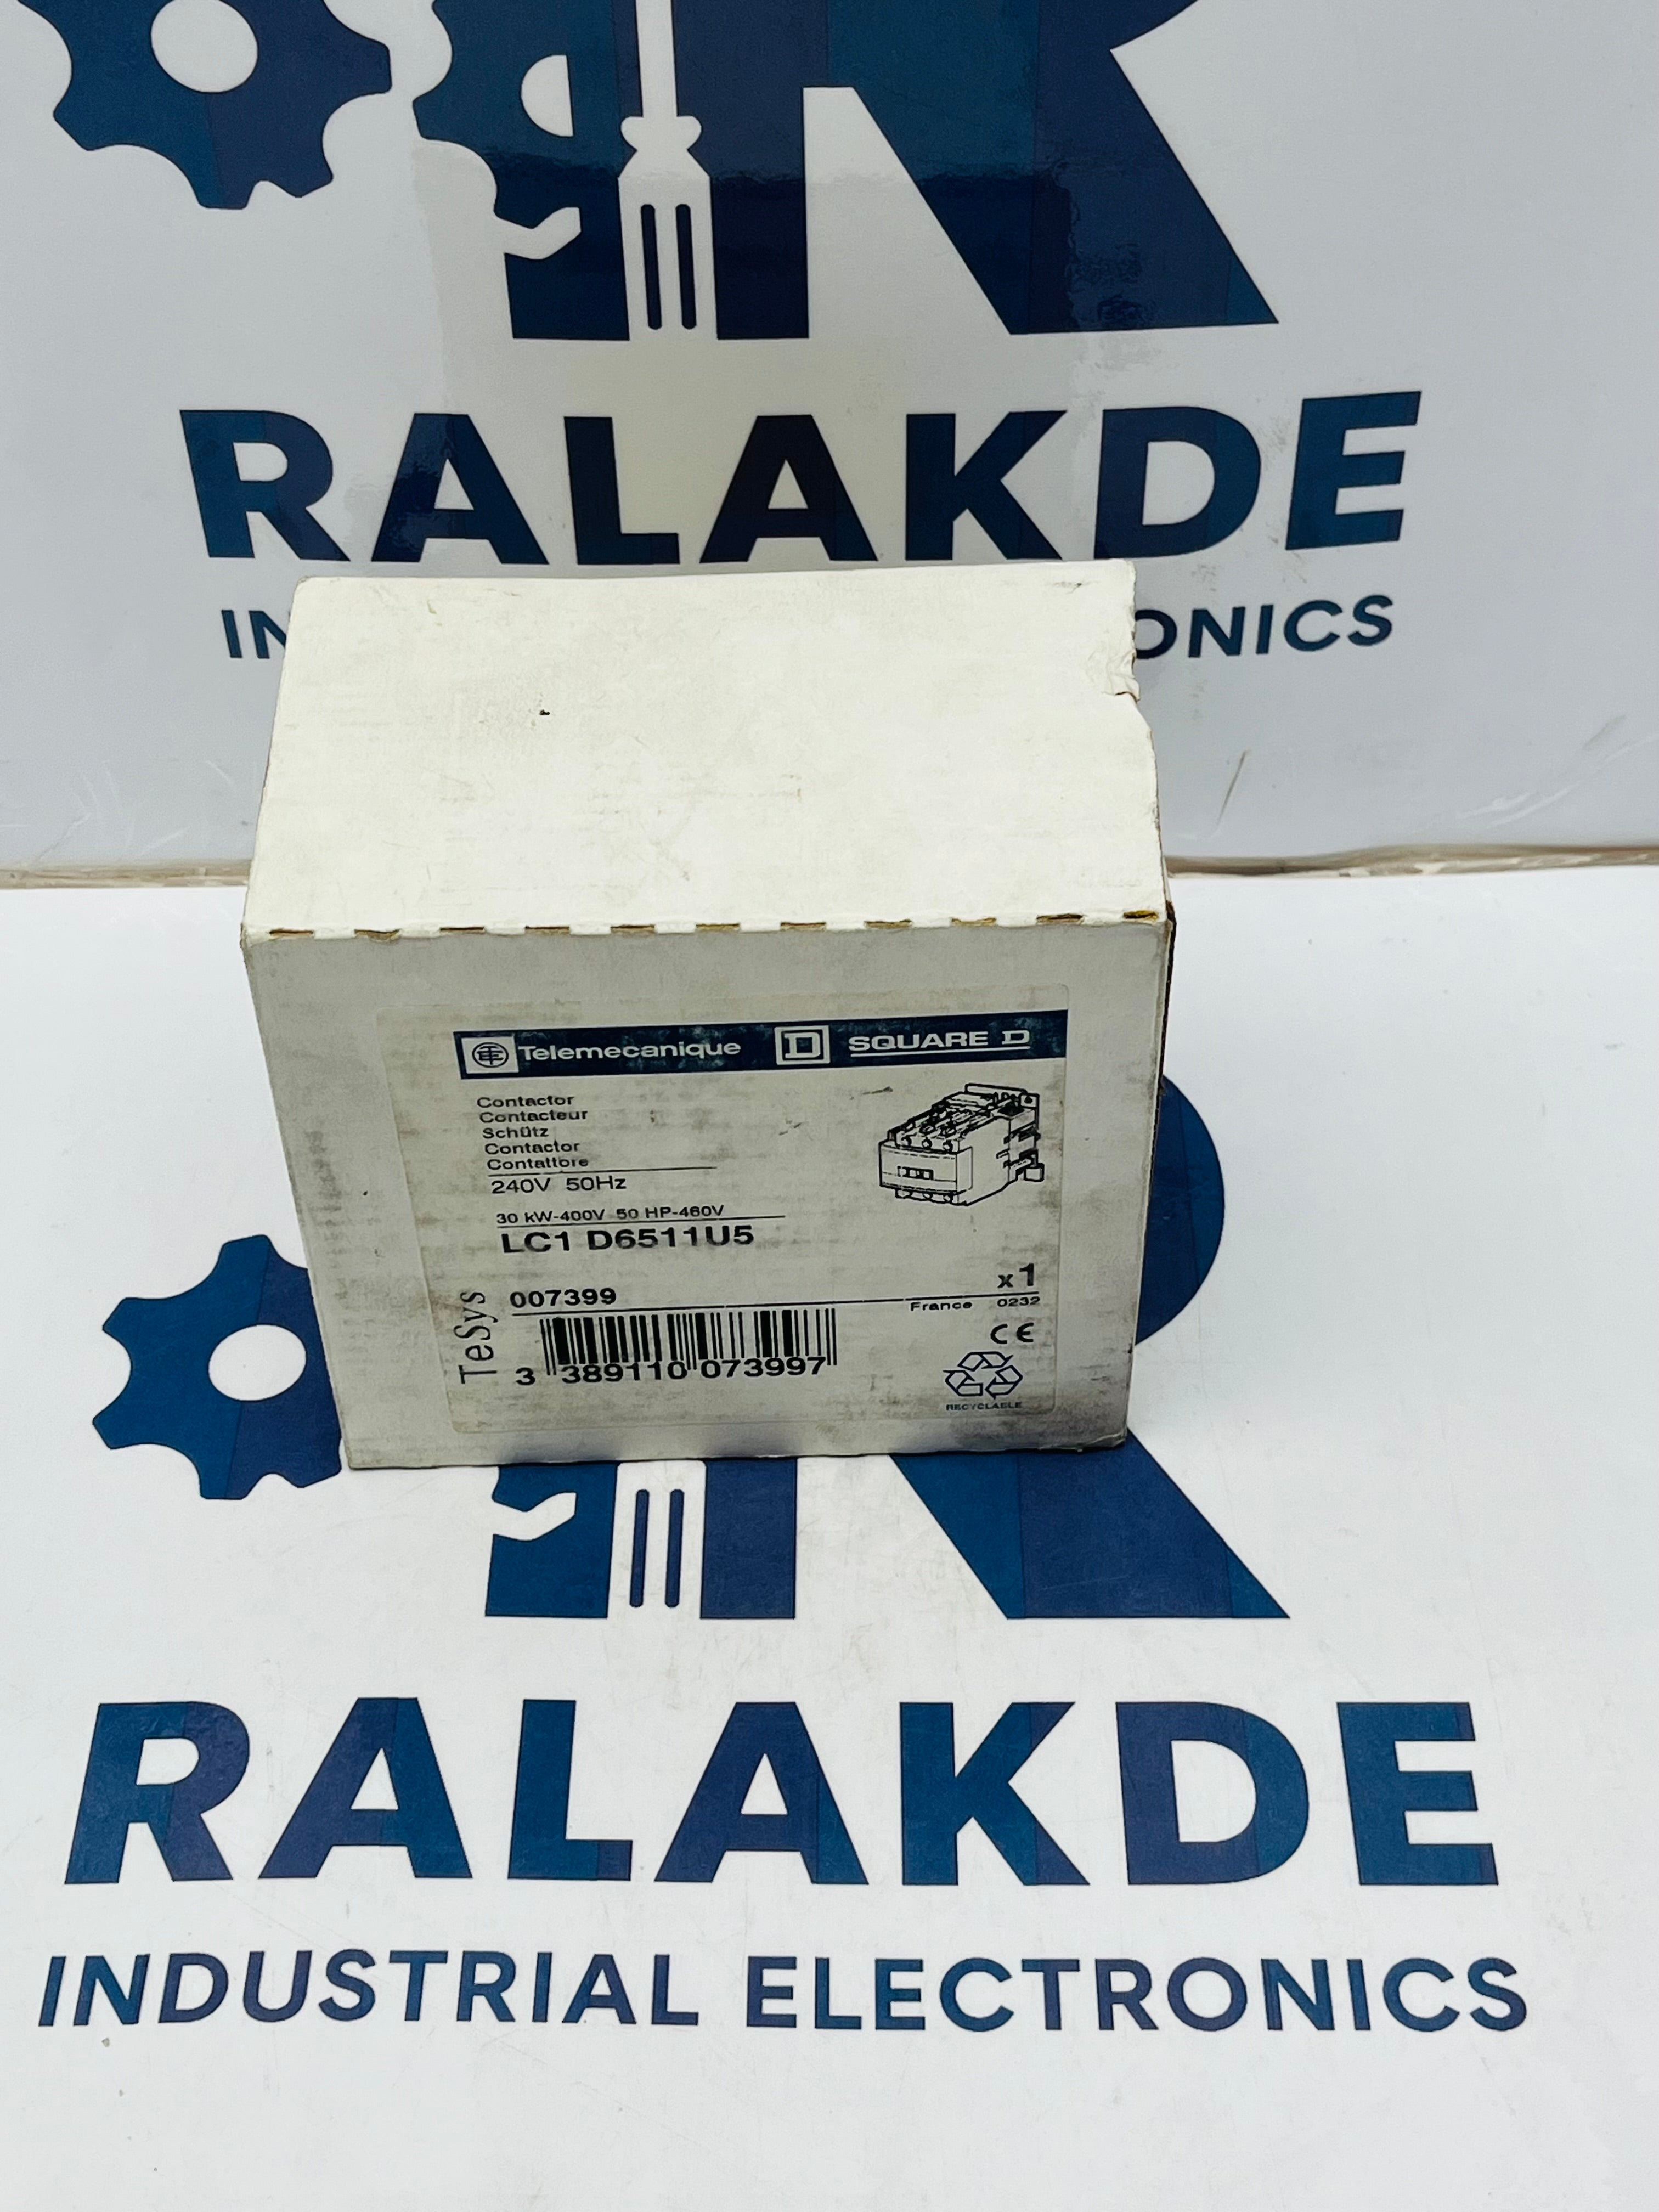 RALAKDE
IN ONICS
Telemecanique D SQUARE D
Contactor
Contacteur
Schütz
Contactor
Contattore
240V 50Hz
30 kW-400V 50 HP-460V
LC1 D6511U5
x1
007399
France 0232
TeSys
CE
3 389110 073997
RECYCLABLE
RALAKDE
INDUSTRIAL ELECTRONICS